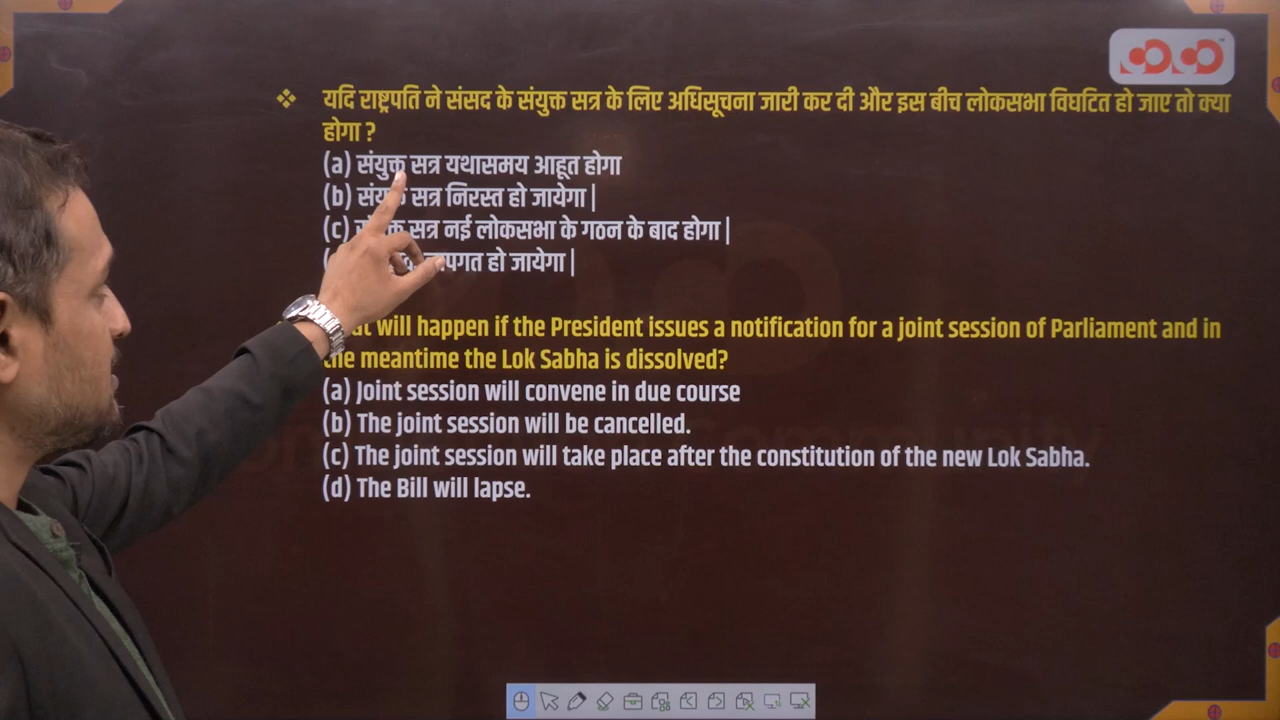 ❖ यदि राष्ट्रपति ने संसद के संयुक्त सत्र के लिए अधिसूचना जारी कर दी और इस बीच लोकसभा विघटित हो जाए तो क्या
होगा ?
(a) संयुक्त सत्र यथासमय आहूत होगा
(b) सत्र निरस्त हो जायेगा |
(c) सत्र नई लोकसभा के गठन के बाद होगा |
हो जायेगा |
will happen if the President issues a notification for a joint session of Parliament and in
the meantime the Lok Sabha is dissolved?
(a) Joint session will convene in due course
(b) The joint session will be cancelled.
(c) The joint session will take place after the constitution of the new Lok Sabha.
(d) The Bill will lapse.